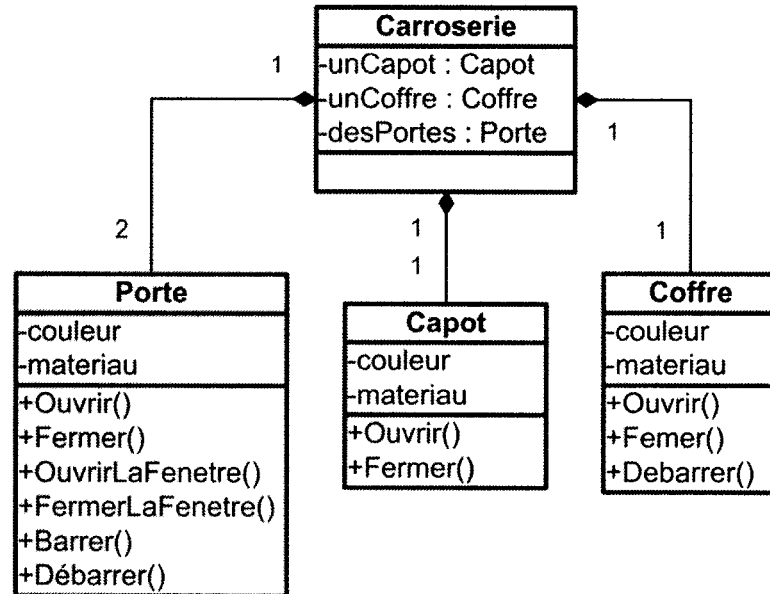 Carroserie
-unCapot : Capot
-unCoffre : Coffre
-desPortes : Porte
1
1
2
1
1
1
Porte
-couleur
-materiau
+Ouvrir()
+Fermer()
+OuvrirLaFenetre()
+FermerLaFenetre()
+Barrer()
+Débarrer()
Capot
-couleur
-materiau
+Ouvrir()
+Fermer()
Coffre
-couleur
-materiau
+Ouvrir()
+Femer()
+Debarrer()